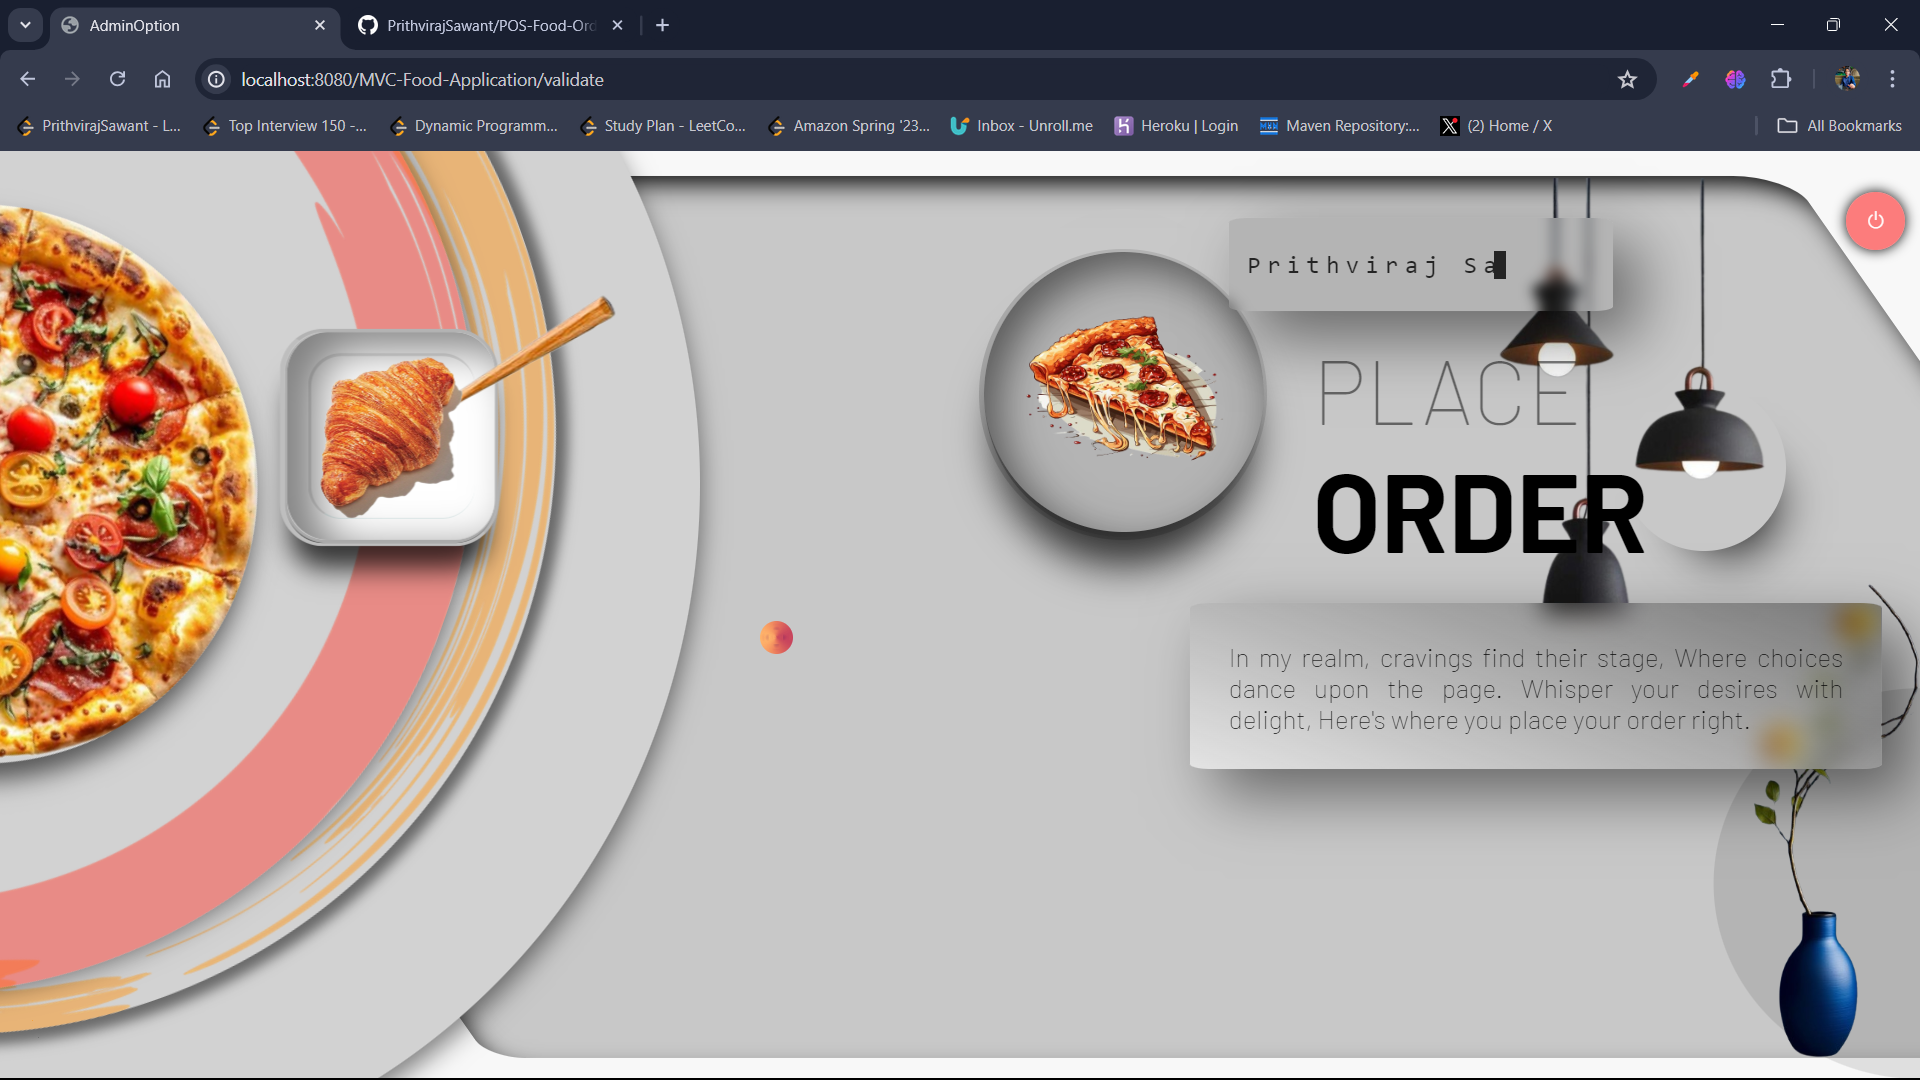 AdminOption
PrithvirajSawant/POS-Food-Ord
localhost:8080/MVC-Food-Application/validate
PrithvirajSawant - L...
Top Interview 150 -...
Dynamic Programm...
Study Plan - LeetCo...
Amazon Spring '23...
Inbox - Unroll.me
Heroku | Login
Maven Repository:...
(2) Home / X
All Bookmarks
Prithviraj Sa
PLACE
ORDER
In my realm, cravings find their stage, Where choices
dance upon the page. Whisper your desires with
delight, Here's where you place your order right.